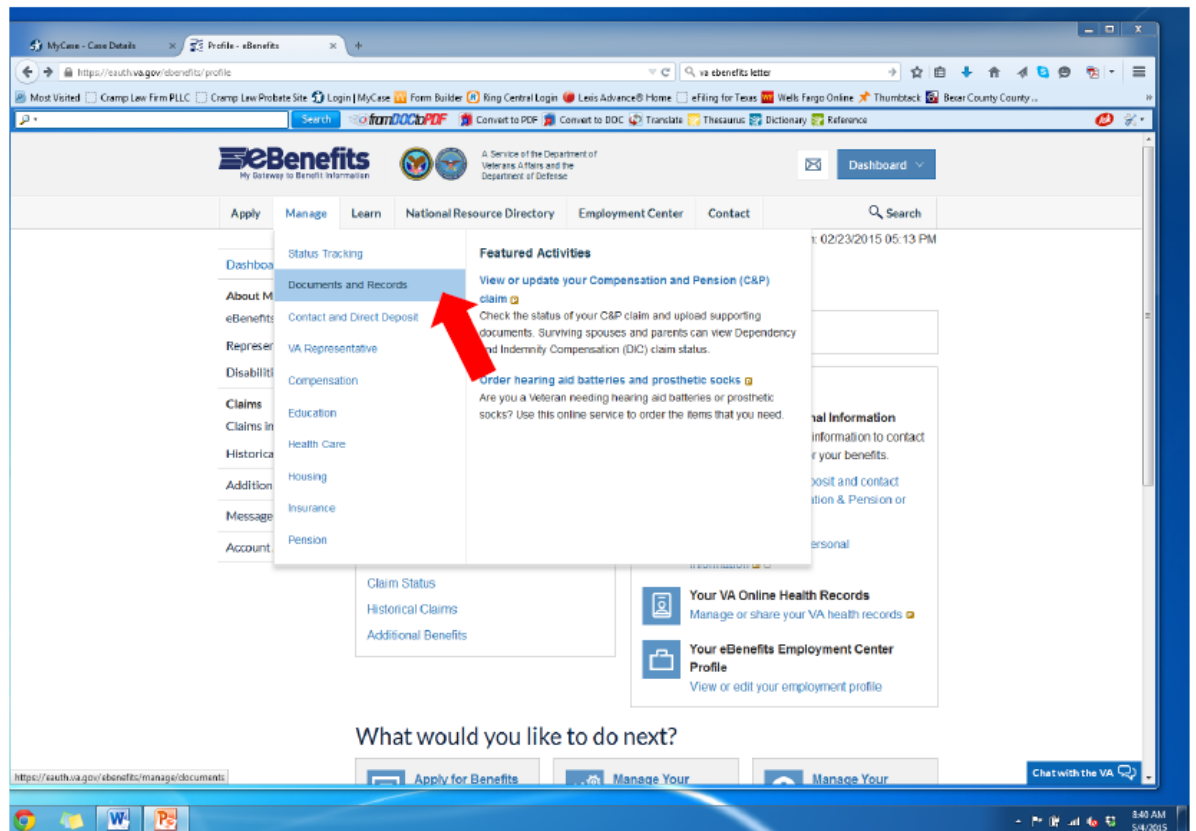 MyCase - Case Details × Profile - eBenefits × +
https://eauth.va.gov/ebenefits/profile va ebenefits letter
Most Visited Cramp Law Firm PLLC Cramp Law Probate Site Login | MyCase Form Builder Ring Central Login Lexis Advance® Home eFiling for Texas Wells Fargo Online Thumbtack Bexar County County... »
Search fromDOCtoPDF Convert to PDF Convert to DOC Translate Thesaurus Dictionary Reference
eBenefits
My Gateway to Benefit Information
A Service of the Department of
Veterans Affairs and the
Department of Defense
Dashboard
Apply Manage Learn National Resource Directory Employment Center Contact Search
02/23/2015 05:13 PM
Dashboa
About M
eBenefits
Represer
Disabiliti
Claims
Claims in
Historica
Addition
Message
Account
Status Tracking
Documents and Records
Contact and Direct Deposit
VA Representative
Compensation
Education
Health Care
Housing
Insurance
Pension
Featured Activities
View or update your Compensation and Pension (C&P)
claim
Check the status of your C&P claim and upload supporting
documents. Surviving spouses and parents can view Dependency
and Indemnity Compensation (DIC) claim status.
Order hearing aid batteries and prosthetic socks
Are you a Veteran needing hearing aid batteries or prosthetic
socks? Use this online service to order the items that you need.
nal Information
information to contact
r your benefits.
posit and contact
ation & Pension or
ersonal
Claim Status
Historical Claims
Additional Benefits
Your VA Online Health Records
Manage or share your VA health records
Your eBenefits Employment Center
Profile
View or edit your employment profile
What would you like to do next?
Apply for Benefits Manage Your Manage Your
https://eauth.va.gov/ebenefits/manage/documents
Chat with the VA
8:40 AM
5/4/2015